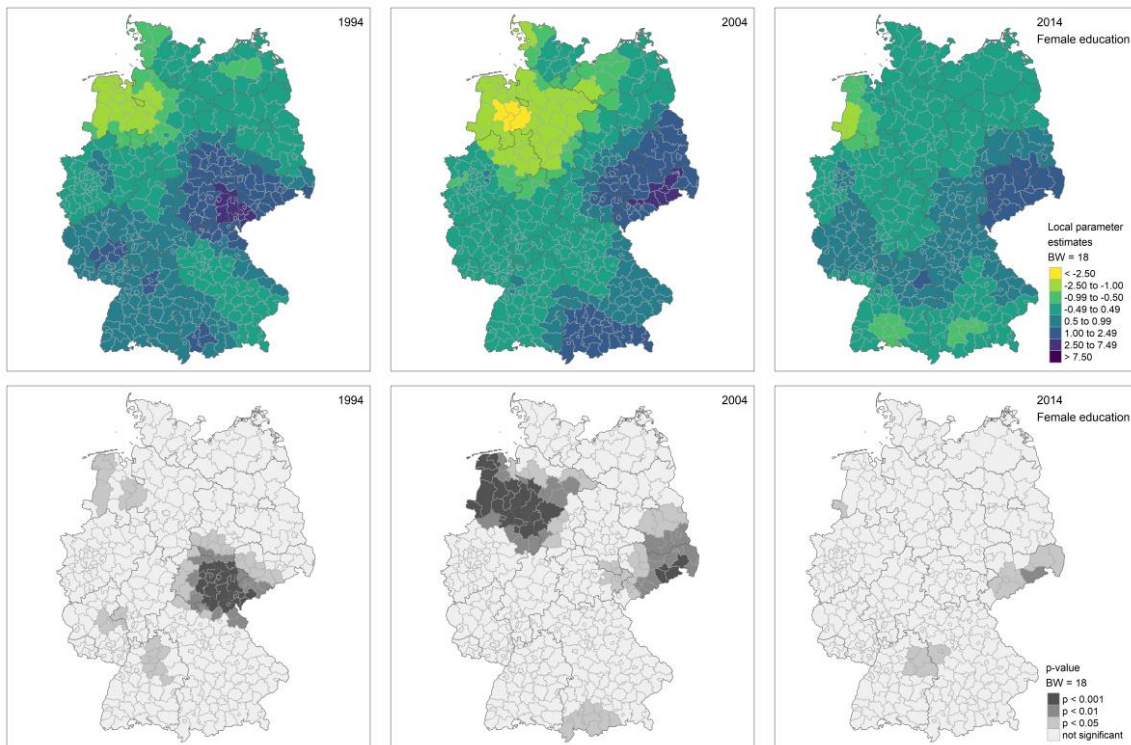 1994
2004
2014
Female education
Local parameter
estimates
BW = 18
< -2.50
-2.50 to -1.00
-0.99 to -0.50
-0.49 to 0.49
0.5 to 0.99
1.00 to 2.49
2.50 to 7.49
> 7.50
1994
2004
2014
Female education
p-value
BW = 18
p < 0.001
p < 0.01
p < 0.05
not significant